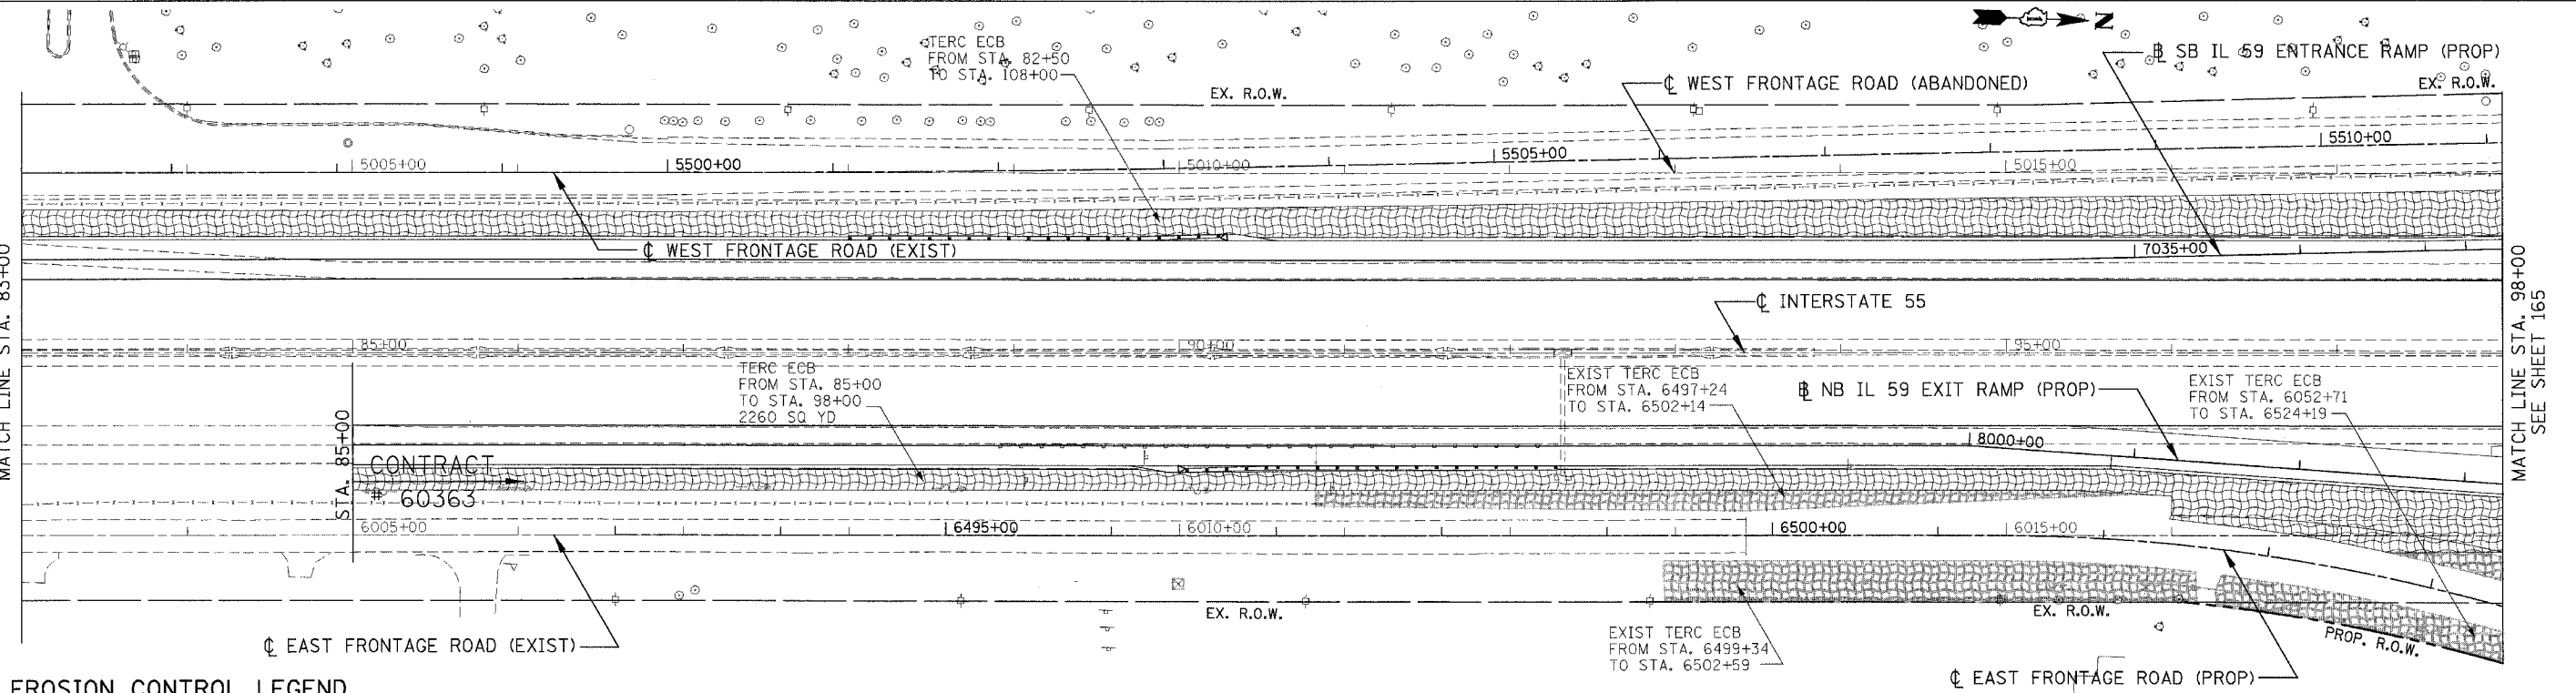 TERC ECB
FROM STA. 82+50
TO STA. 108+00
N
℄ WEST FRONTAGE ROAD (ABANDONED)
B SB IL 59 ENTRANCE RAMP (PROP)
EX. R.O.W.
EX. R.O.W.
5005+00
5500+00
5010+00
5505+00
5015+00
5510+00
℄ WEST FRONTAGE ROAD (EXIST)
7035+00
MATCH LINE STA. 83+00
℄ INTERSTATE 55
85+00
90+00
95+00
MATCH LINE STA. 98+00
SEE SHEET 165
TERC ECB
FROM STA. 85+00
TO STA. 98+00
2260 SQ YD
EXIST TERC ECB
FROM STA. 6497+24
TO STA. 6502+14
B NB IL 59 EXIT RAMP (PROP)
EXIST TERC ECB
FROM STA. 6052+71
TO STA. 6524+19
STA. 85+00
CONTRACT
# 60363
8000+00
6005+00
6495+00
6010+00
6500+00
6015+00
EX. R.O.W.
EX. R.O.W.
PROP. R.O.W.
℄ EAST FRONTAGE ROAD (EXIST)
EXIST TERC ECB
FROM STA. 6499+34
TO STA. 6502+59
℄ EAST FRONTAGE ROAD (PROP)
EROSION CONTROL LEGEND